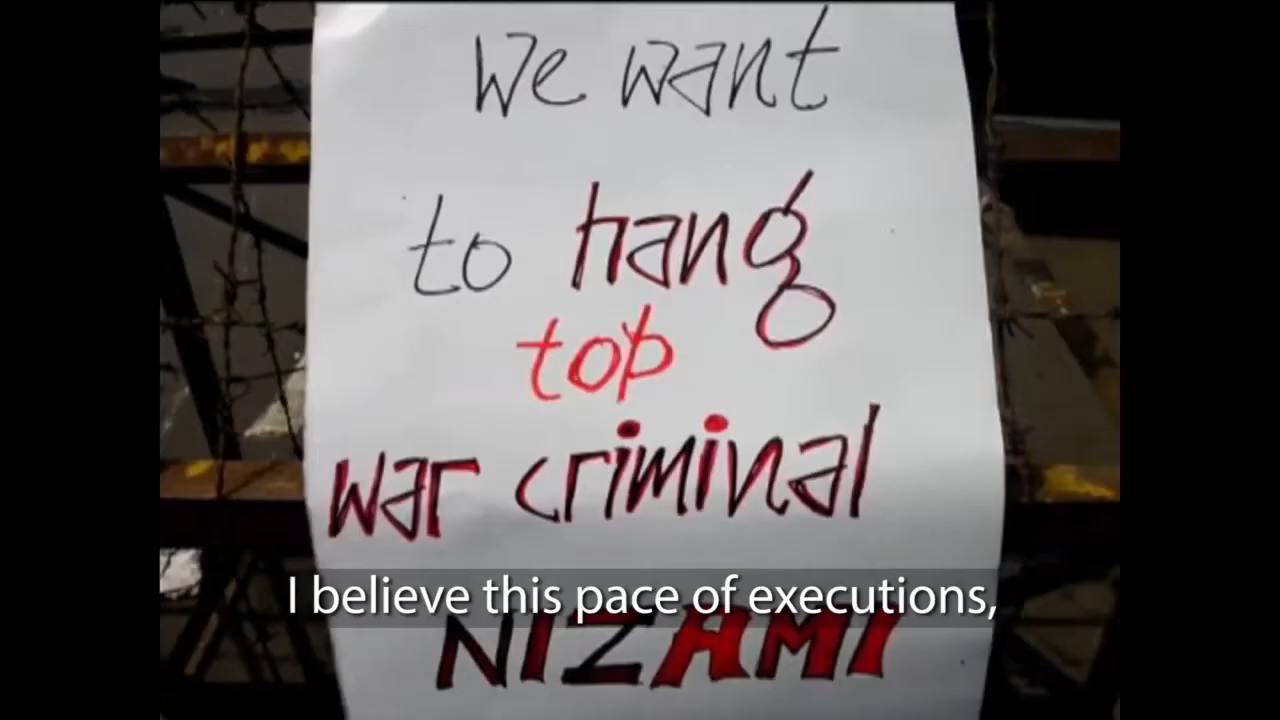 We want
to hang
top
war criminal
I believe this pace of executions,
NIZAMI